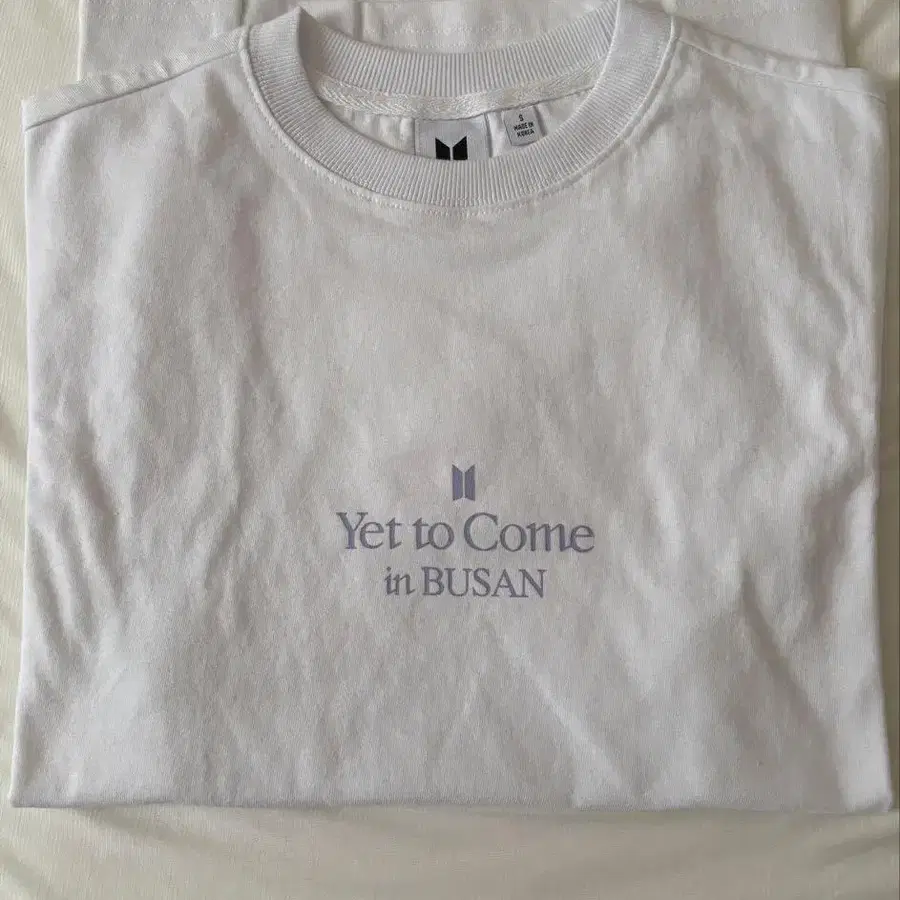 S
MADE IN
KOREA
Yet to Come
in BUSAN